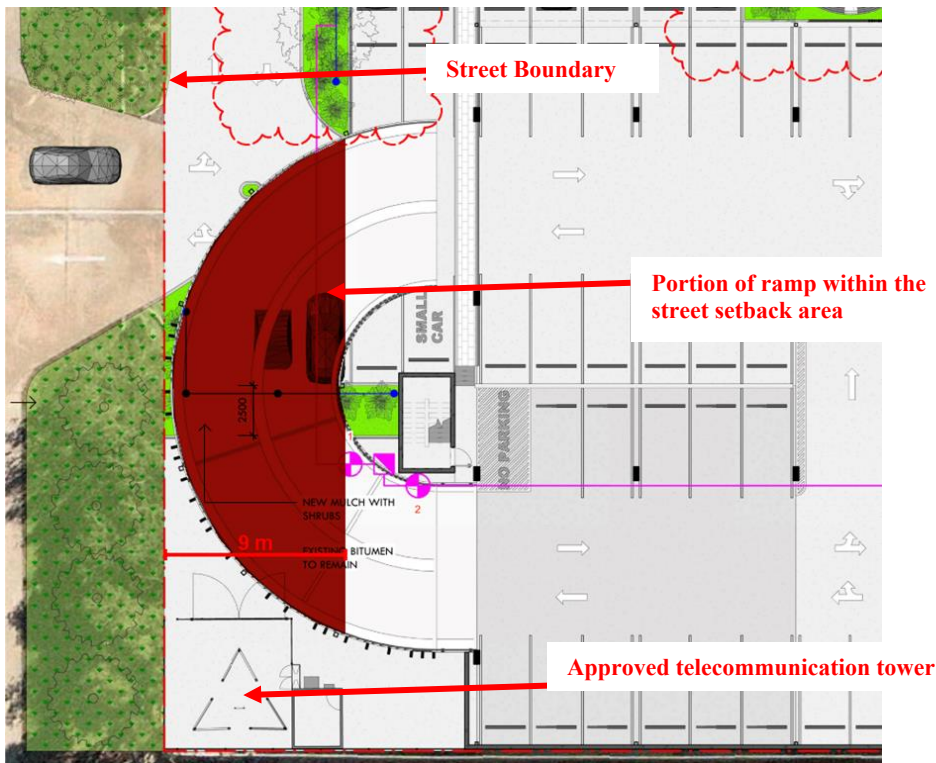 Street Boundary
Portion of ramp within the
street setback area
SMALL
CAR
2500
NO PARKING
NEW MULCH WITH
SHRUBS
2
9 m
EXISTING BITUMEN
TO REMAIN
Approved telecommunication tower